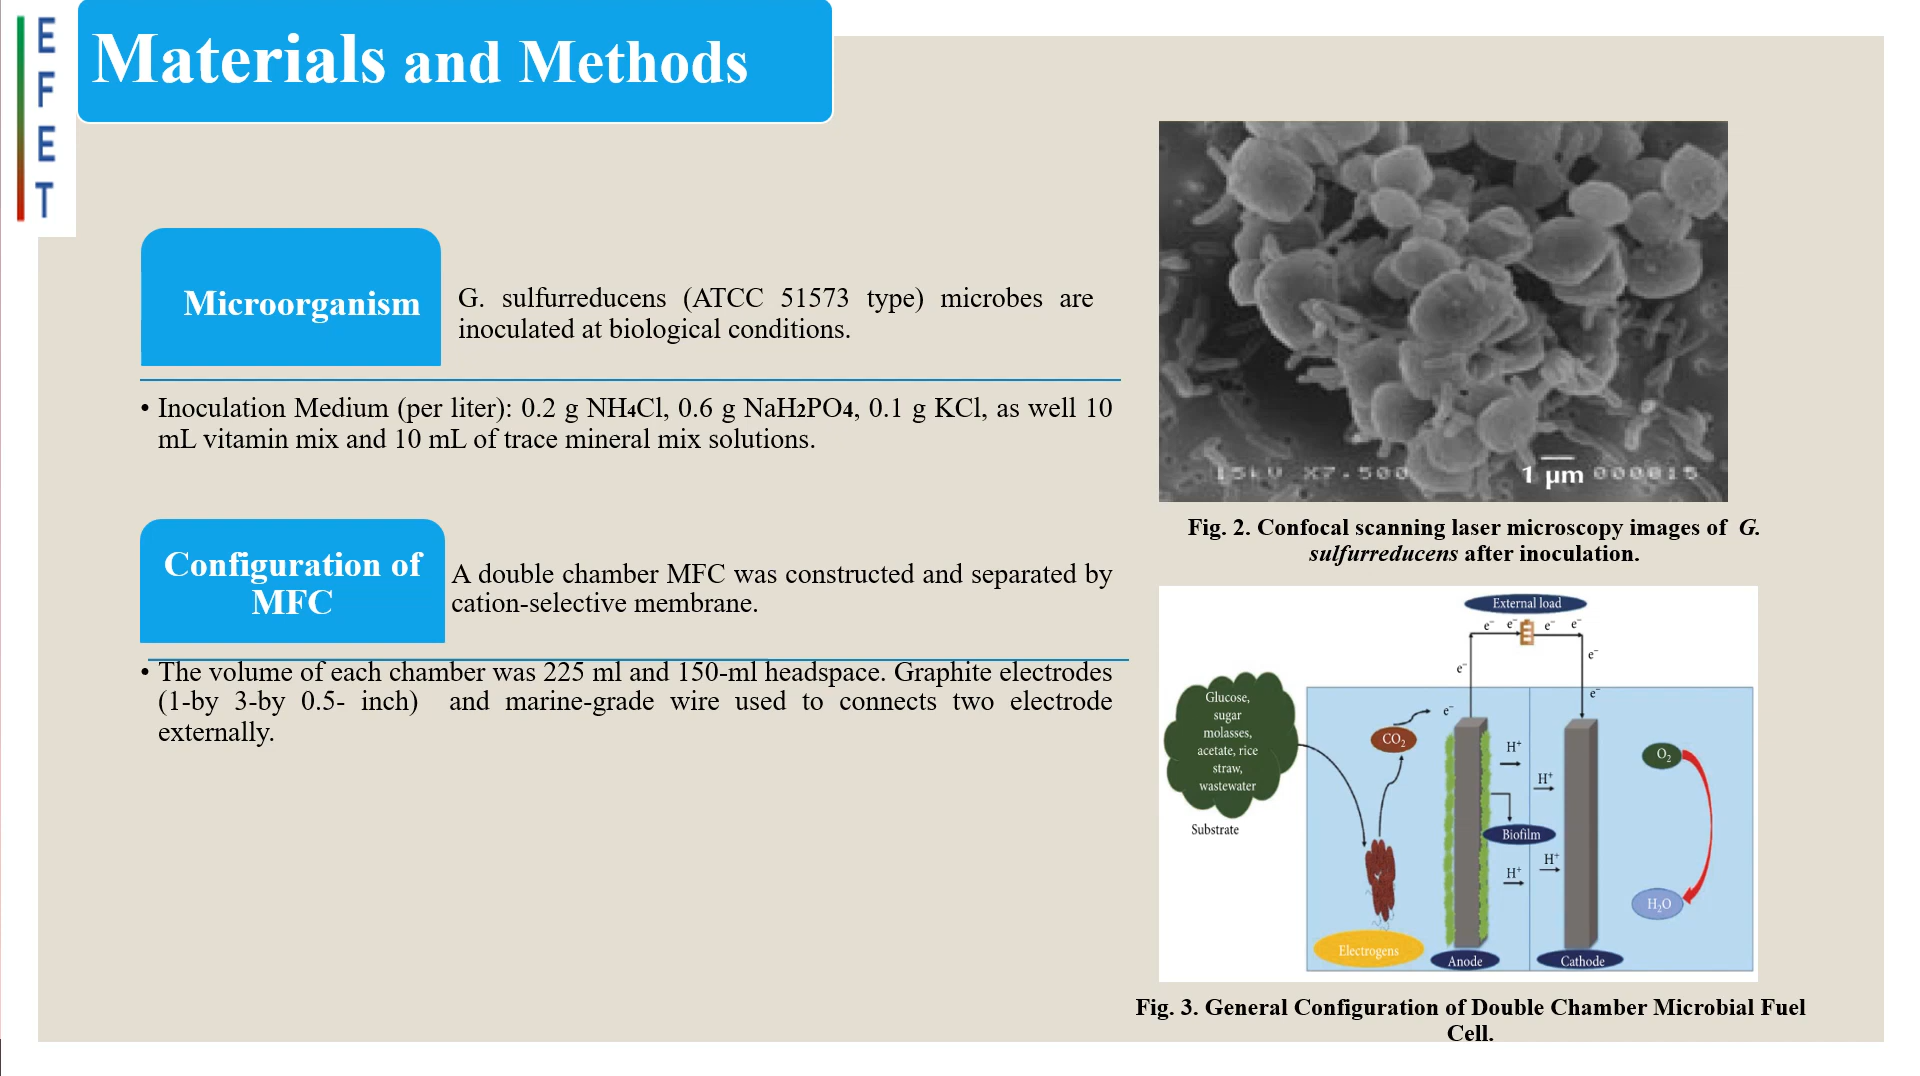 E
F
E
T
Materials and Methods
Microorganism
G. sulfurreducens (ATCC 51573 type) microbes are
inoculated at biological conditions.
• Inoculation Medium (per liter): 0.2 g NH4Cl, 0.6 g NaH2PO4, 0.1 g KCl, as well 10
mL vitamin mix and 10 mL of trace mineral mix solutions.
Configuration of
MFC
A double chamber MFC was constructed and separated by
cation-selective membrane.
• The volume of each chamber was 225 ml and 150-ml headspace. Graphite electrodes
(1-by 3-by 0.5- inch) and marine-grade wire used to connects two electrode
externally.
15kV X7.500 1 µm 000015
Fig. 2. Confocal scanning laser microscopy images of G.
sulfurreducens after inoculation.
External load
e⁻ e⁻ e⁻ e⁻
e⁻
e⁻
e⁻
e⁻
Glucose,
sugar
molasses,
acetate, rice
straw,
wastewater
Substrate
CO₂
H⁺
H⁺
O₂
Biofilm
H⁺
H⁺
H₂O
Electrogens
Anode
Cathode
Fig. 3. General Configuration of Double Chamber Microbial Fuel
Cell.